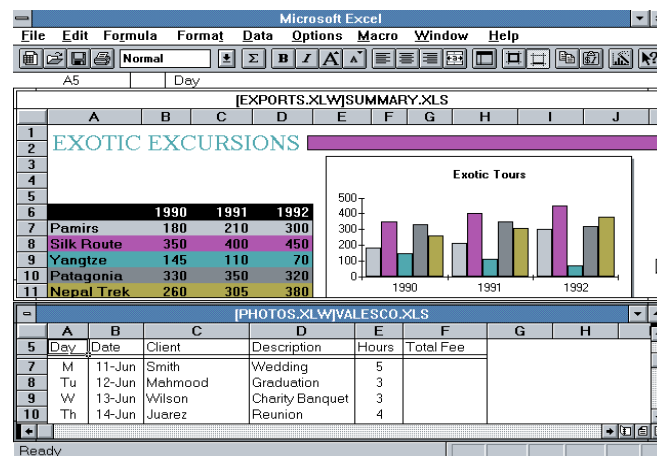 Microsoft Excel
File Edit Formula Format Data Options Macro Window Help
Normal Σ B I A A
A5 Day
[EXPORTS.XLW]SUMMARY.XLS
A B C D E F G H I J
1
2 EXOTIC EXCURSIONS
3
4 Exotic Tours
5
6 1990 1991 1992
7 Pamirs 180 210 300
8 Silk Route 350 400 450
9 Yangtze 145 110 70
10 Patagonia 330 350 320
11 Nepal Trek 260 305 380
500
400
300
200
100
0
1990 1991 1992
[PHOTOS.XLW]VALESCO.XLS
A B C D E F G H
5 Day Date Client Description Hours Total Fee
7 M 11-Jun Smith Wedding 5
8 Tu 12-Jun Mahmood Graduation 3
9 W 13-Jun Wilson Charity Banquet 3
10 Th 14-Jun Juarez Reunion 4
Ready